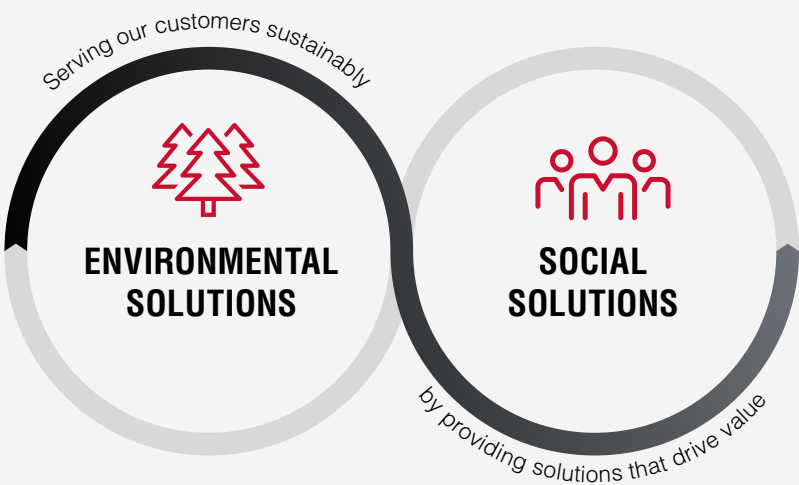 Serving our customers sustainably
ENVIRONMENTAL
SOLUTIONS
SOCIAL
SOLUTIONS
by providing solutions that drive value